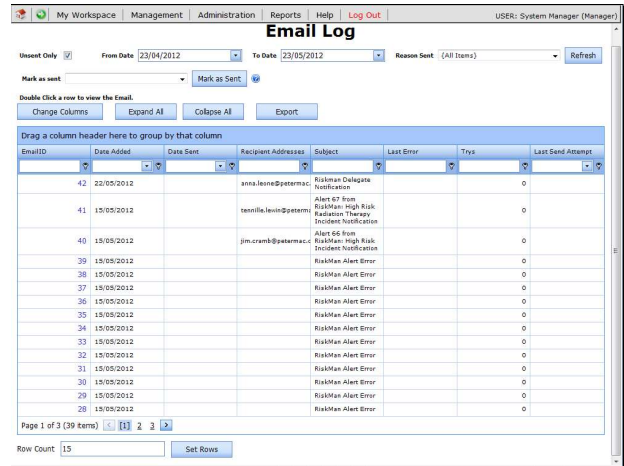 My Workspace Management Administration Reports Help Log Out USER: System Manager (Manager)
Email Log
Unsent Only From Date 23/04/2012 To Date 23/05/2012 Reason Sent {All Items} Refresh
Mark as sent Mark as Sent
Double Click a row to view the Email.
Change Columns Expand All Collapse All Export
Drag a column header here to group by that column
EmailID Date Added Date Sent Recipient Addresses Subject Last Error Trys Last Send Attempt
42 22/05/2012 anna.leone@petermac. Riskman Delegate
Notification 0
41 15/05/2012 tennille.lewin@peterma Alert 67 from
RiskMan: High Risk
Radiation Therapy
Incident Notification 0
40 15/05/2012 jim.cramb@petermac.c Alert 66 from
RiskMan: High Risk
Incident Notification 0
39 15/05/2012 RiskMan Alert Error 0
38 15/05/2012 RiskMan Alert Error 0
37 15/05/2012 RiskMan Alert Error 0
36 15/05/2012 RiskMan Alert Error 0
35 15/05/2012 RiskMan Alert Error 0
34 15/05/2012 RiskMan Alert Error 0
33 15/05/2012 RiskMan Alert Error 0
32 15/05/2012 RiskMan Alert Error 0
31 15/05/2012 RiskMan Alert Error 0
30 15/05/2012 RiskMan Alert Error 0
29 15/05/2012 RiskMan Alert Error 0
28 15/05/2012 RiskMan Alert Error 0
Page 1 of 3 (39 items) < [1] 2 3 >
Row Count 15 Set Rows